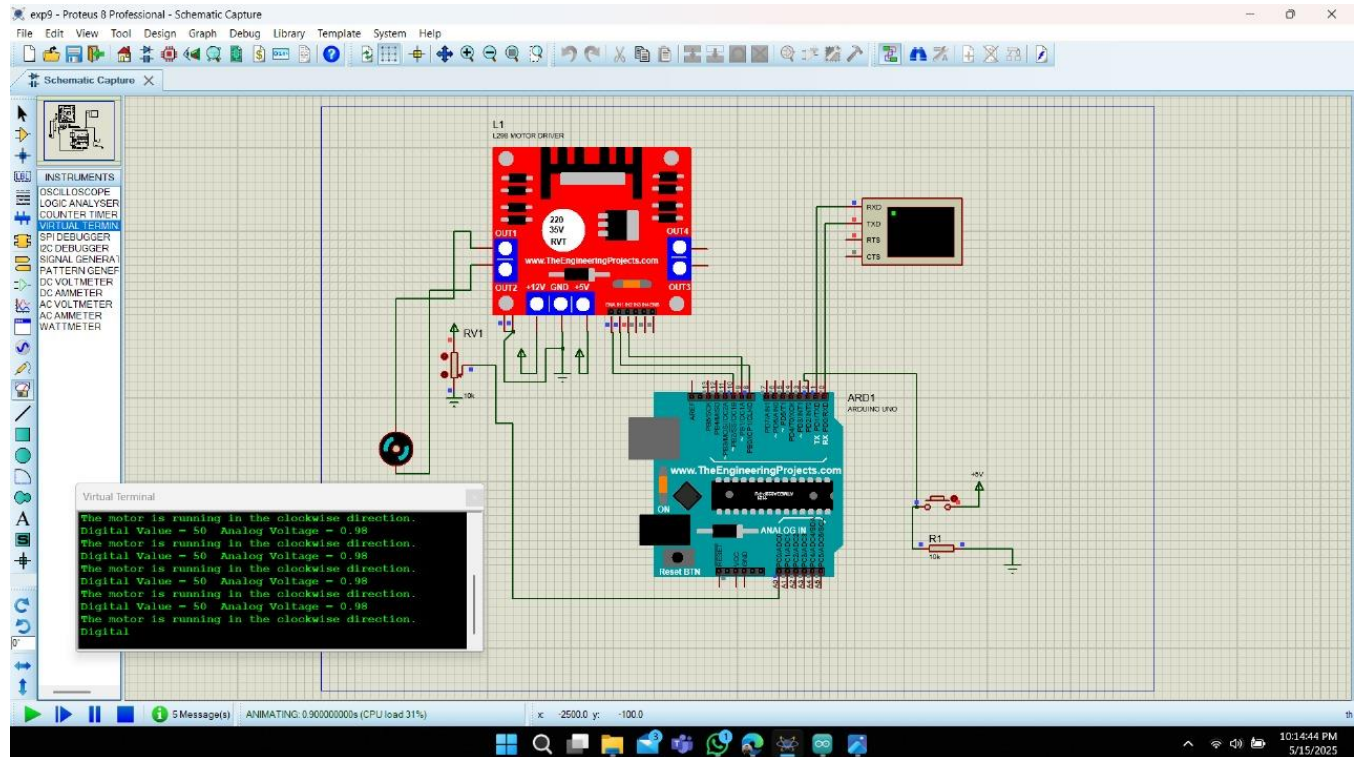 exp9 - Proteus 8 Professional - Schematic Capture
File Edit View Tool Design Graph Debug Library Template System Help
Schematic Capture
INSTRUMENTS
OSCILLOSCOPE
LOGIC ANALYSER
COUNTER TIMER
VIRTUAL TERMIN
SPI DEBUGGER
I2C DEBUGGER
SIGNAL GENERAT
PATTERN GENEF
DC VOLTMETER
DC AMMETER
AC VOLTMETER
AC AMMETER
WATTMETER
L1
L298 MOTOR DRIVER
220
35V
RVT
OUT1
OUT4
www.TheEngineeringProjects.com
OUT2 +12V GND +5V OUT3
RV1
10k
RXD
TXD
RTS
CTS
ARD1
ARDUINO UNO
AREF
TX
RX
www.TheEngineeringProjects.com
ON
ANALOG IN
Reset BTN
RESET
VCC
GND
+5V
R1
10k
Virtual Terminal
The motor is running in the clockwise direction.
Digital Value = 50 Analog Voltage = 0.98
The motor is running in the clockwise direction.
Digital Value = 50 Analog Voltage = 0.98
The motor is running in the clockwise direction.
Digital Value = 50 Analog Voltage = 0.98
The motor is running in the clockwise direction.
Digital Value = 50 Analog Voltage = 0.98
The motor is running in the clockwise direction.
Digital
0°
5 Message(s) ANIMATING: 0.900000000s (CPU load 31%) x: -2500.0 y: -100.0 th
10:14:44 PM
5/15/2025